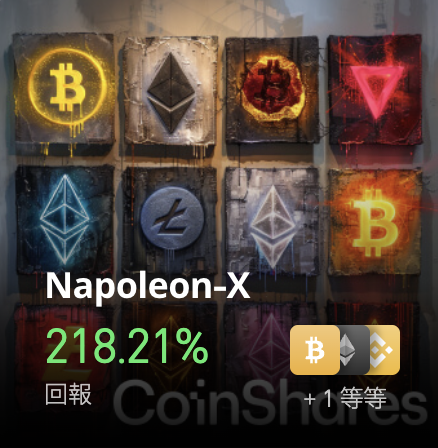 Napoleon-X
218.21%
回報
+ 1 等等
CoinShares